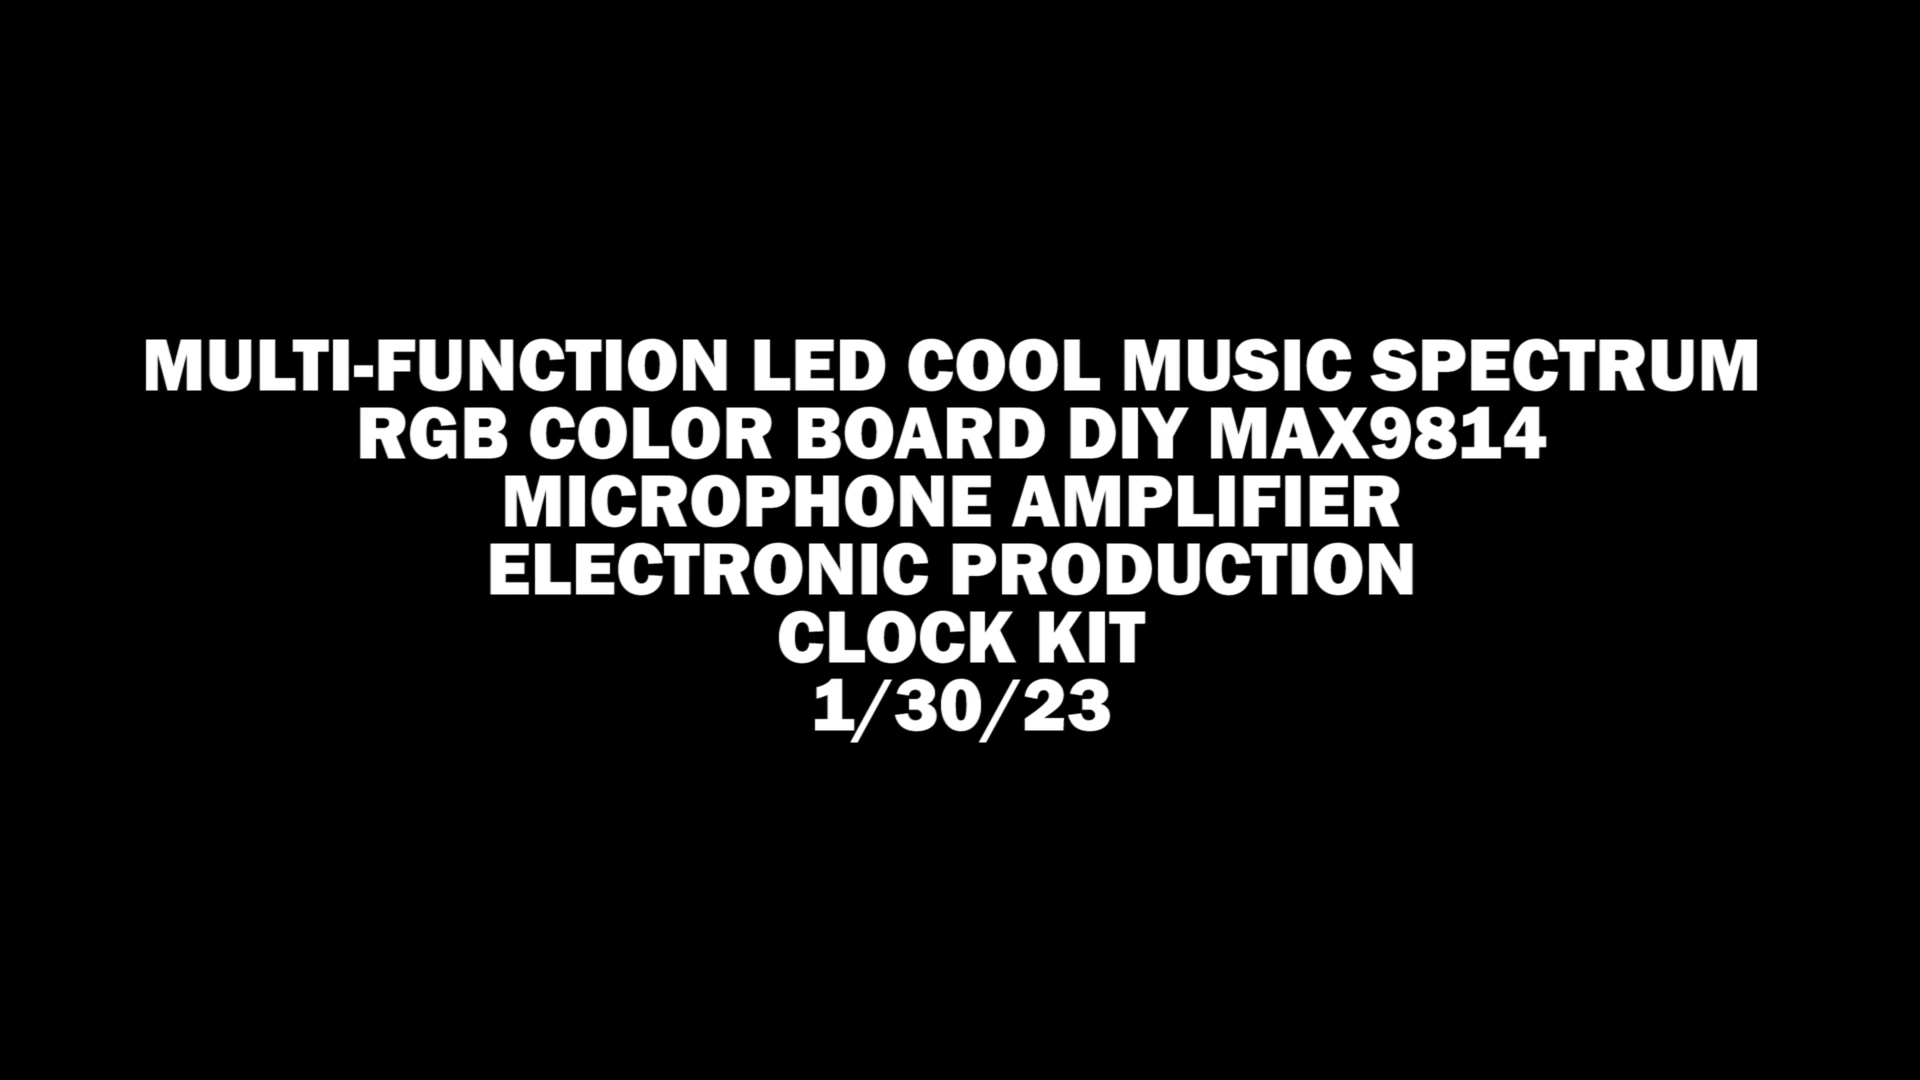 MULTI-FUNCTION LED COOL MUSIC SPECTRUM
RGB COLOR BOARD DIY MAX9814
MICROPHONE AMPLIFIER
ELECTRONIC PRODUCTION
CLOCK KIT
1/30/23